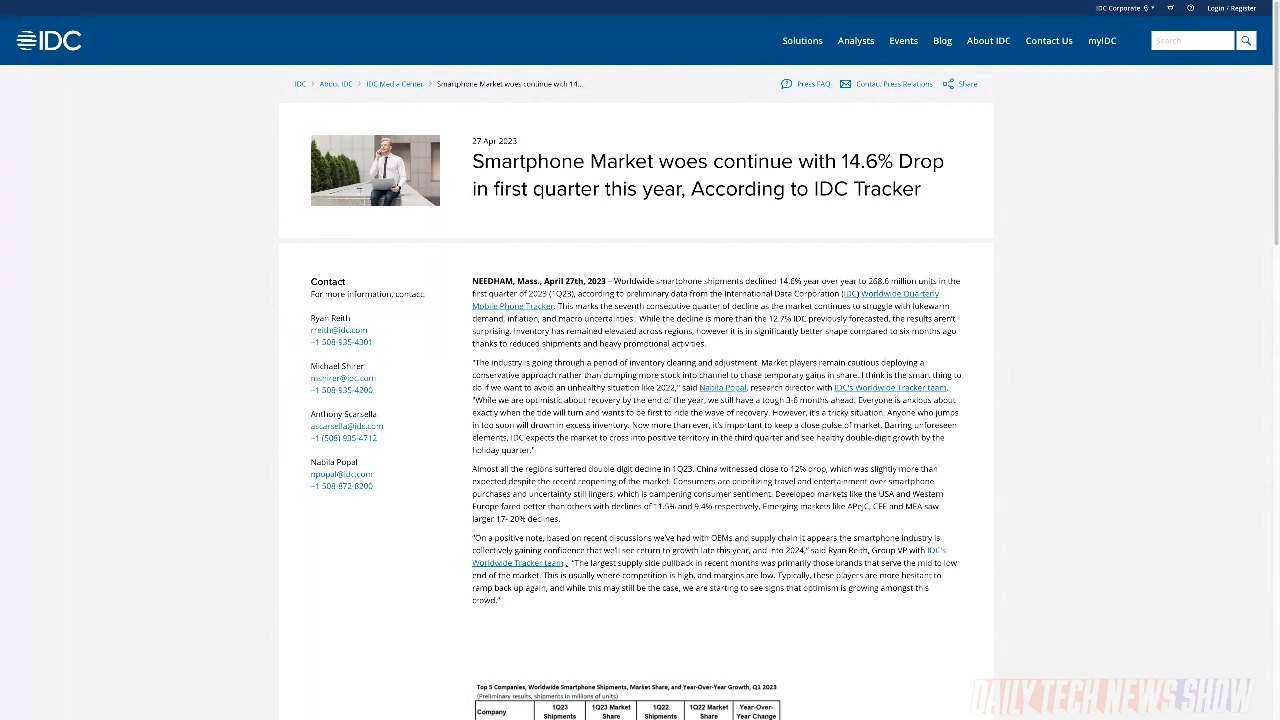 IDC Corporate
Login / Register
IDC
Solutions
Analysts
Events
Blog
About IDC
Contact Us
myIDC
Search
IDC > About IDC > IDC Media Center > Smartphone Market woes continue with 14...
Press FAQ
Contact Press Relations
Share
27 Apr 2023
Smartphone Market woes continue with 14.6% Drop
in first quarter this year, According to IDC Tracker
Contact
For more information, contact:
Ryan Reith
rreith@idc.com
+1 508-935-4301
Michael Shirer
mshirer@idc.com
+1 508-935-4200
Anthony Scarsella
ascarsella@idc.com
+1 (508) 935-4712
Nabila Popal
npopal@idc.com
+1 508-872-8200
NEEDHAM, Mass., April 27th, 2023 – Worldwide smartphone shipments declined 14.6% year over year to 268.6 million units in the
first quarter of 2023 (1Q23), according to preliminary data from the International Data Corporation (IDC) Worldwide Quarterly
Mobile Phone Tracker. This marks the seventh consecutive quarter of decline as the market continues to struggle with lukewarm
demand, inflation, and macro uncertainties. While the decline is more than the 12.7% IDC previously forecasted, the results aren't
surprising. Inventory has remained elevated across regions, however it is in significantly better shape compared to six months ago
thanks to reduced shipments and heavy promotional activities.
"The industry is going through a period of inventory clearing and adjustment. Market players remain cautious deploying a
conservative approach rather than dumping more stock into channel to chase temporary gains in share. I think is the smart thing to
do if we want to avoid an unhealthy situation like 2022," said Nabila Popal, research director with IDC's Worldwide Tracker team.
"While we are optimistic about recovery by the end of the year, we still have a tough 3-6 months ahead. Everyone is anxious about
exactly when the tide will turn and wants to be first to ride the wave of recovery. However, it's a tricky situation. Anyone who jumps
in too soon will drown in excess inventory. Now more than ever, it's important to keep a close pulse of market. Barring unforeseen
elements, IDC expects the market to cross into positive territory in the third quarter and see healthy double-digit growth by the
holiday quarter."
Almost all the regions suffered double digit decline in 1Q23. China witnessed close to 12% drop, which was slightly more than
expected despite the recent reopening of the market. Consumers are prioritizing travel and entertainment over smartphone
purchases and uncertainty still lingers, which is dampening consumer sentiment. Developed markets like the USA and Western
Europe fared better than others with declines of 11.5% and 9.4% respectively. Emerging markets like APeJC, CEE and MEA saw
larger 17- 20% declines.
"On a positive note, based on recent discussions we've had with OEMs and supply chain it appears the smartphone industry is
collectively gaining confidence that we'll see return to growth late this year, and into 2024," said Ryan Reith, Group VP with IDC's
Worldwide Tracker team . "The largest supply side pullback in recent months was primarily those brands that serve the mid to low
end of the market. This is usually where competition is high, and margins are low. Typically, these players are more hesitant to
ramp back up again, and while this may still be the case, we are starting to see signs that optimism is growing amongst this
crowd."
Top 5 Companies, Worldwide Smartphone Shipments, Market Share, and Year-Over-Year Growth, Q1 2023
(Preliminary results, shipments in millions of units)
Company
1Q23 Shipments
1Q23 Market Share
1Q22 Shipments
1Q22 Market Share
Year-Over-Year Change
DAILY TECH NEWS SHOW